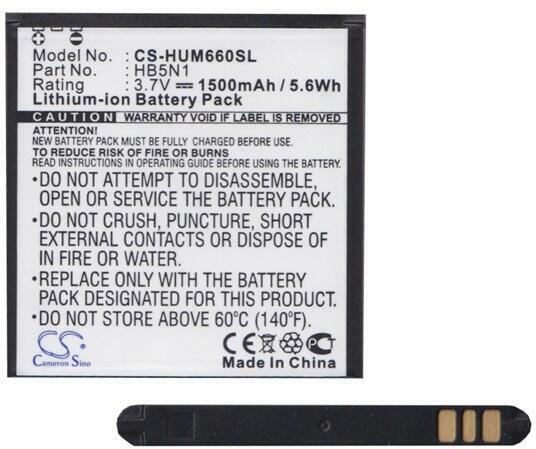 Model No. : CS-HUM660SL
Part No. : HB5N1
Rating : 3.7V 1500mAh / 5.6Wh
Lithium-ion Battery Pack
CAUTION WARRANTY VOID IF LABEL IS REMOVED
ATTENTION!
NEW BATTERY PACK MUST BE FULLY CHARGED BEFORE USE.
TO REDUCE RISK OF FIRE OR BURNS
READ INSTRUCTIONS IN OPERATING GUIDE BEFORE USING THE BATTERY.
•DO NOT ATTEMPT TO DISASSEMBLE,
OPEN OR SERVICE THE BATTERY PACK.
•DO NOT CRUSH, PUNCTURE, SHORT
EXTERNAL CONTACTS OR DISPOSE OF
IN FIRE OR WATER.
•REPLACE ONLY WITH THE BATTERY
PACK DESIGNATED FOR THIS PRODUCT
•DO NOT STORE ABOVE 60°C (140°F).
CS
Cameron Sino
CE PCT
Made In China